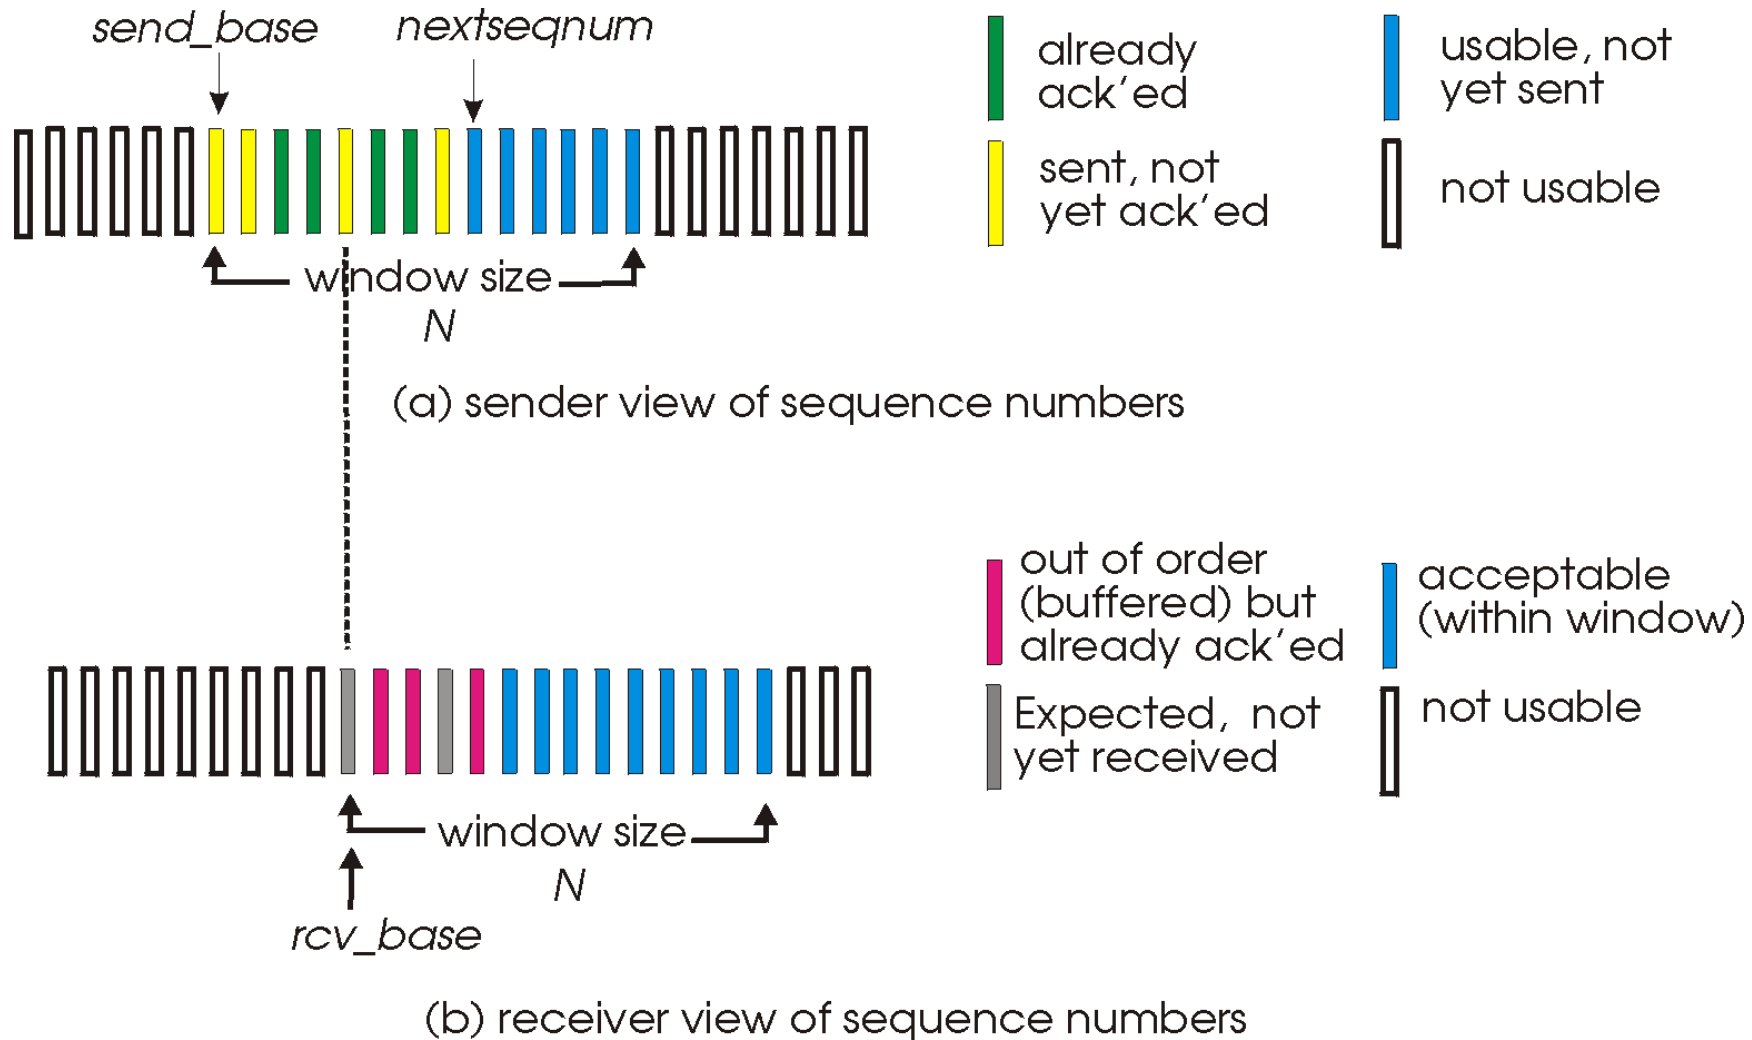 send_base
nextseqnum
already
ack'ed
usable, not
yet sent
sent, not
yet ack'ed
not usable
window size
N
(a) sender view of sequence numbers
out of order
(buffered) but
already ack'ed
acceptable
(within window)
Expected, not
yet received
not usable
window size
N
rcv_base
(b) receiver view of sequence numbers